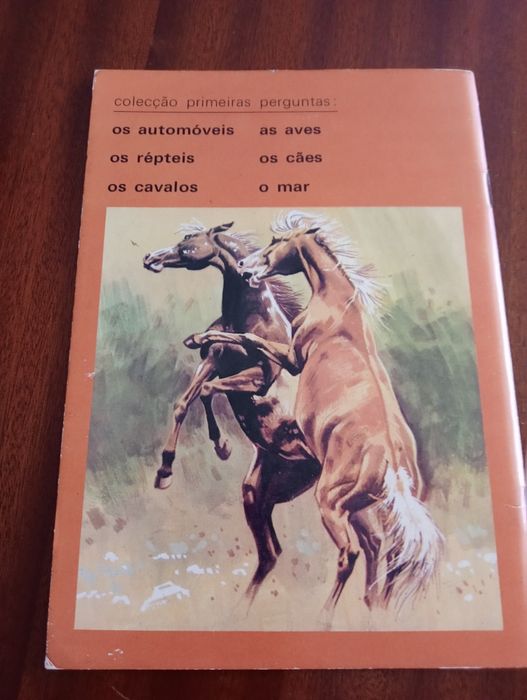 colecção primeiras perguntas:
os automóveis as aves
os répteis os cães
os cavalos o mar